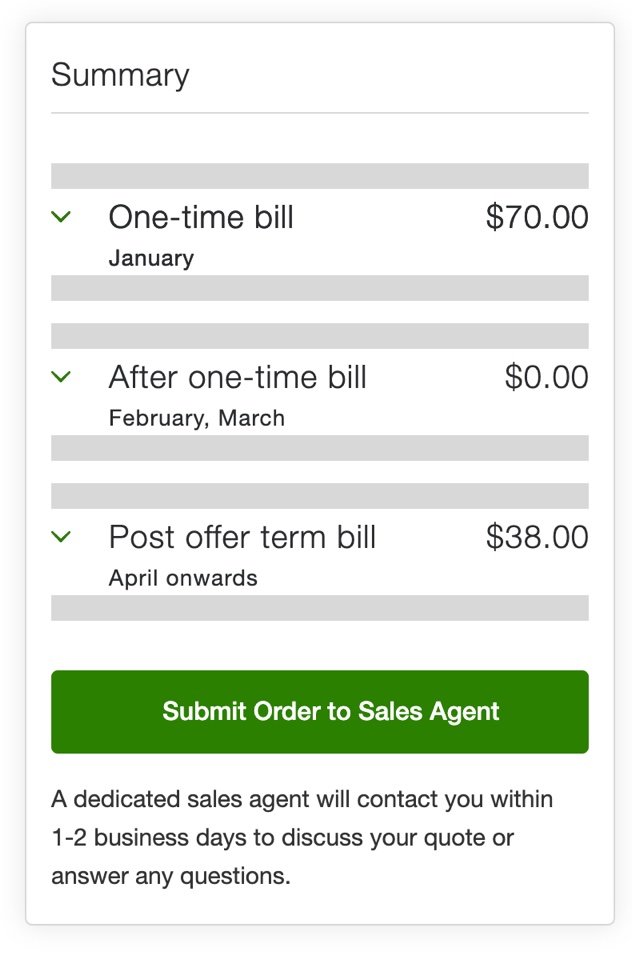 Summary
One-time bill $70.00
January
After one-time bill $0.00
February, March
Post offer term bill $38.00
April onwards
Submit Order to Sales Agent
A dedicated sales agent will contact you within
1-2 business days to discuss your quote or
answer any questions.